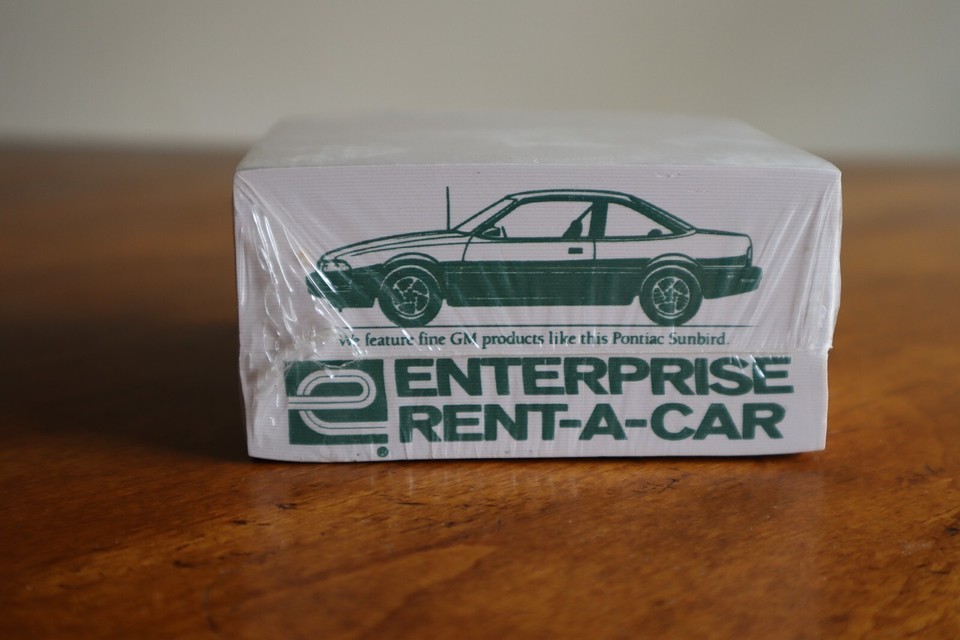 We feature fine GM products like this Pontiac Sunbird.
ENTERPRISE
RENT-A-CAR
®